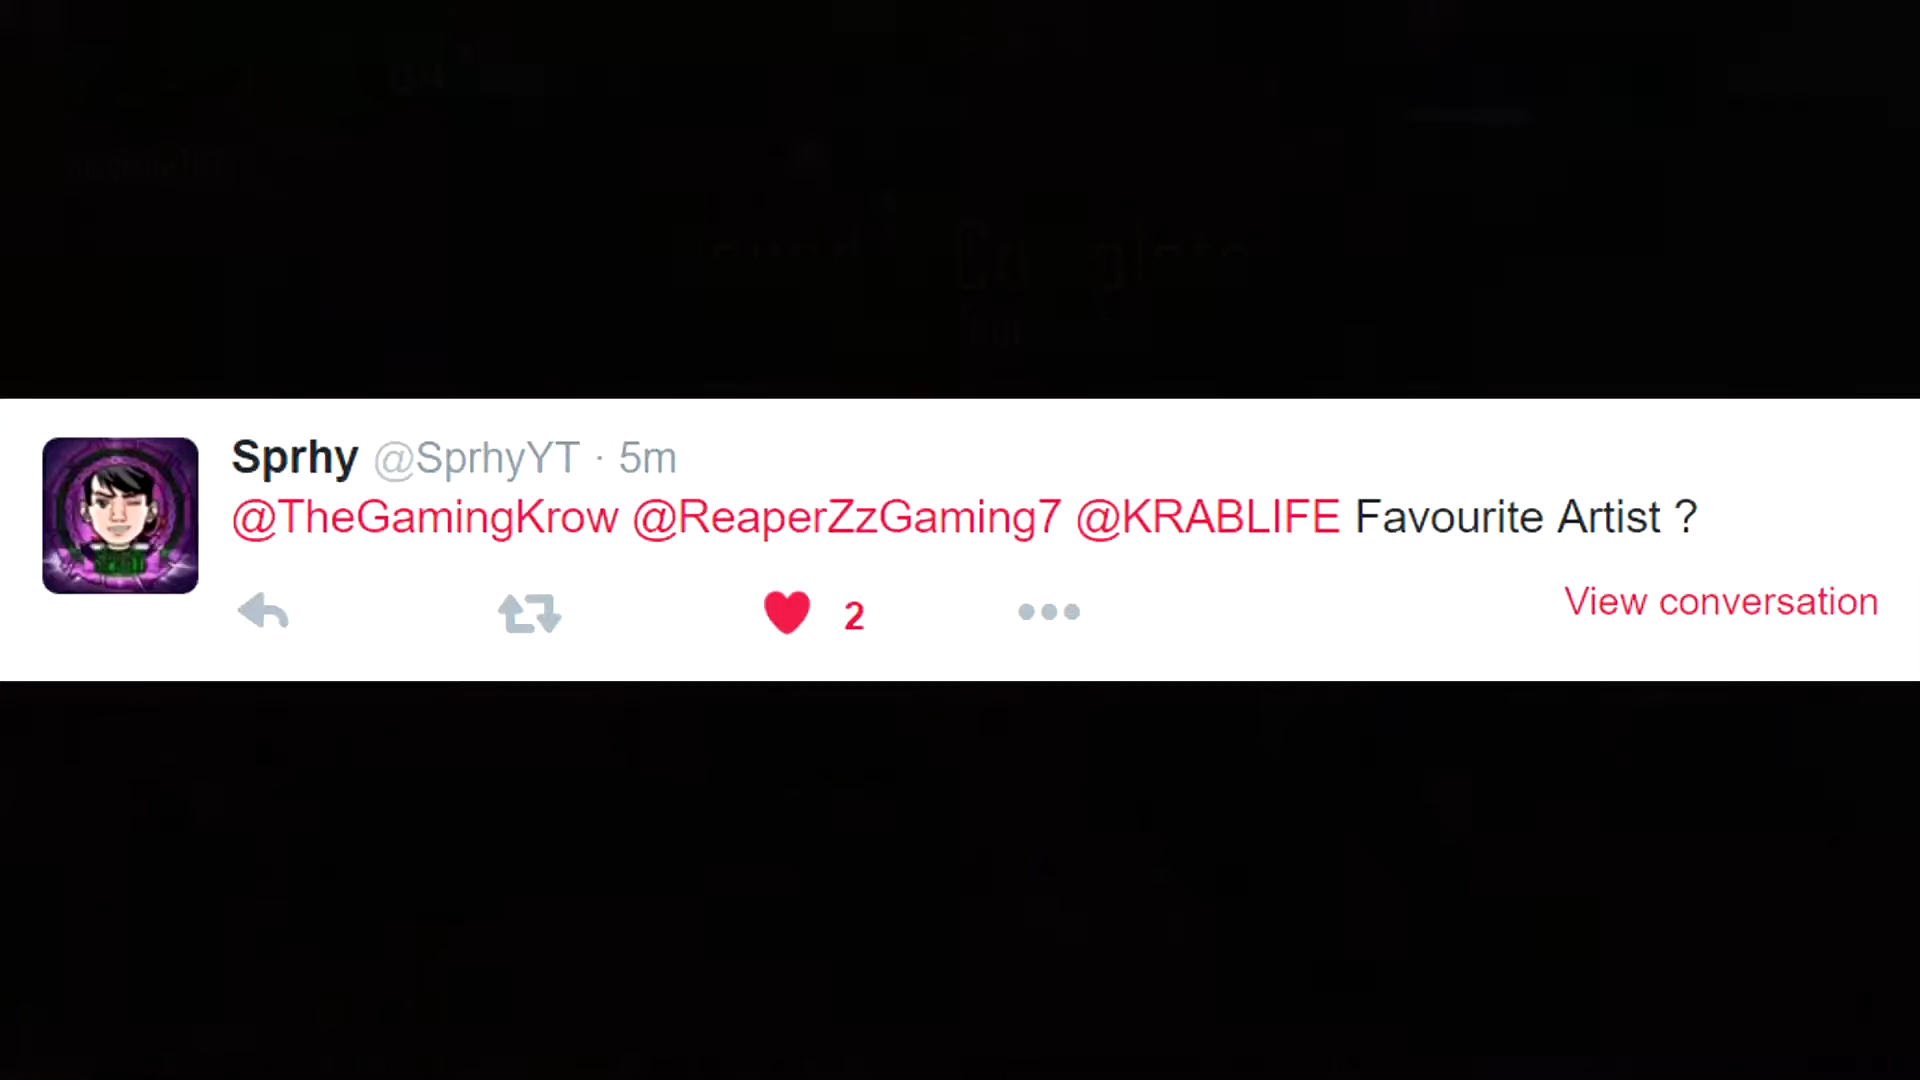 Sprhy @SprhyYT · 5m
@TheGamingKrow @ReaperZzGaming7 @KRABLIFE Favourite Artist ?
2
View conversation